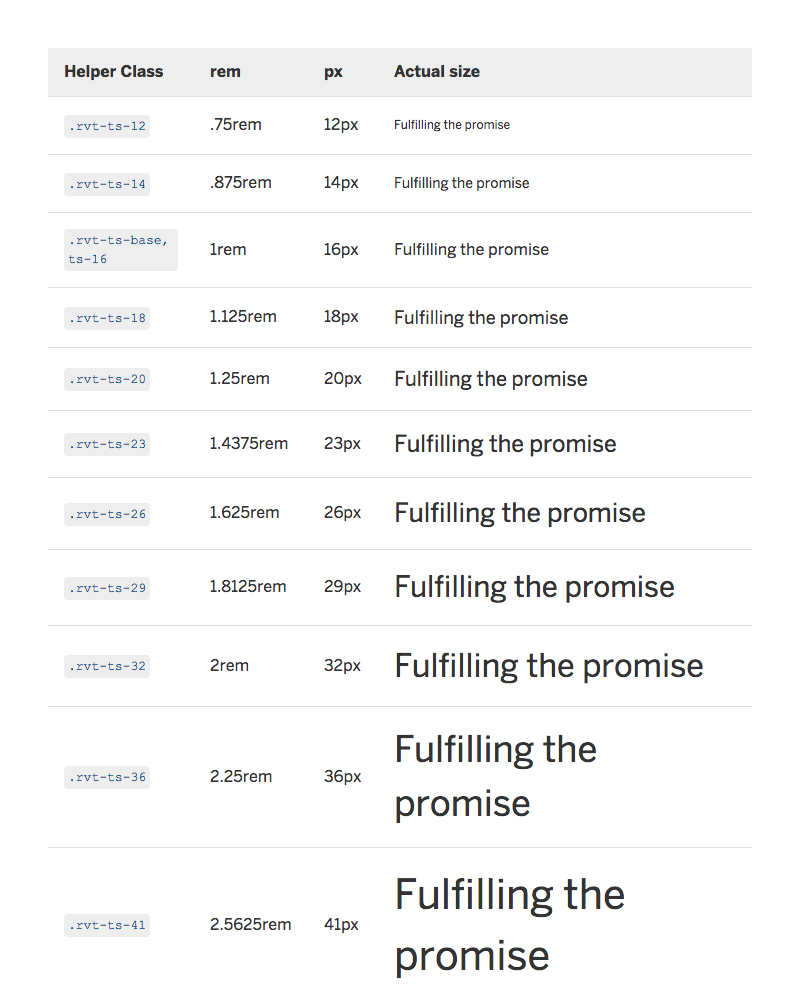 Helper Class rem px Actual size
.rvt-ts-12 .75rem 12px Fulfilling the promise
.rvt-ts-14 .875rem 14px Fulfilling the promise
.rvt-ts-base,
ts-16 1rem 16px Fulfilling the promise
.rvt-ts-18 1.125rem 18px Fulfilling the promise
.rvt-ts-20 1.25rem 20px Fulfilling the promise
.rvt-ts-23 1.4375rem 23px Fulfilling the promise
.rvt-ts-26 1.625rem 26px Fulfilling the promise
.rvt-ts-29 1.8125rem 29px Fulfilling the promise
.rvt-ts-32 2rem 32px Fulfilling the promise
.rvt-ts-36 2.25rem 36px Fulfilling the
promise
.rvt-ts-41 2.5625rem 41px Fulfilling the
promise